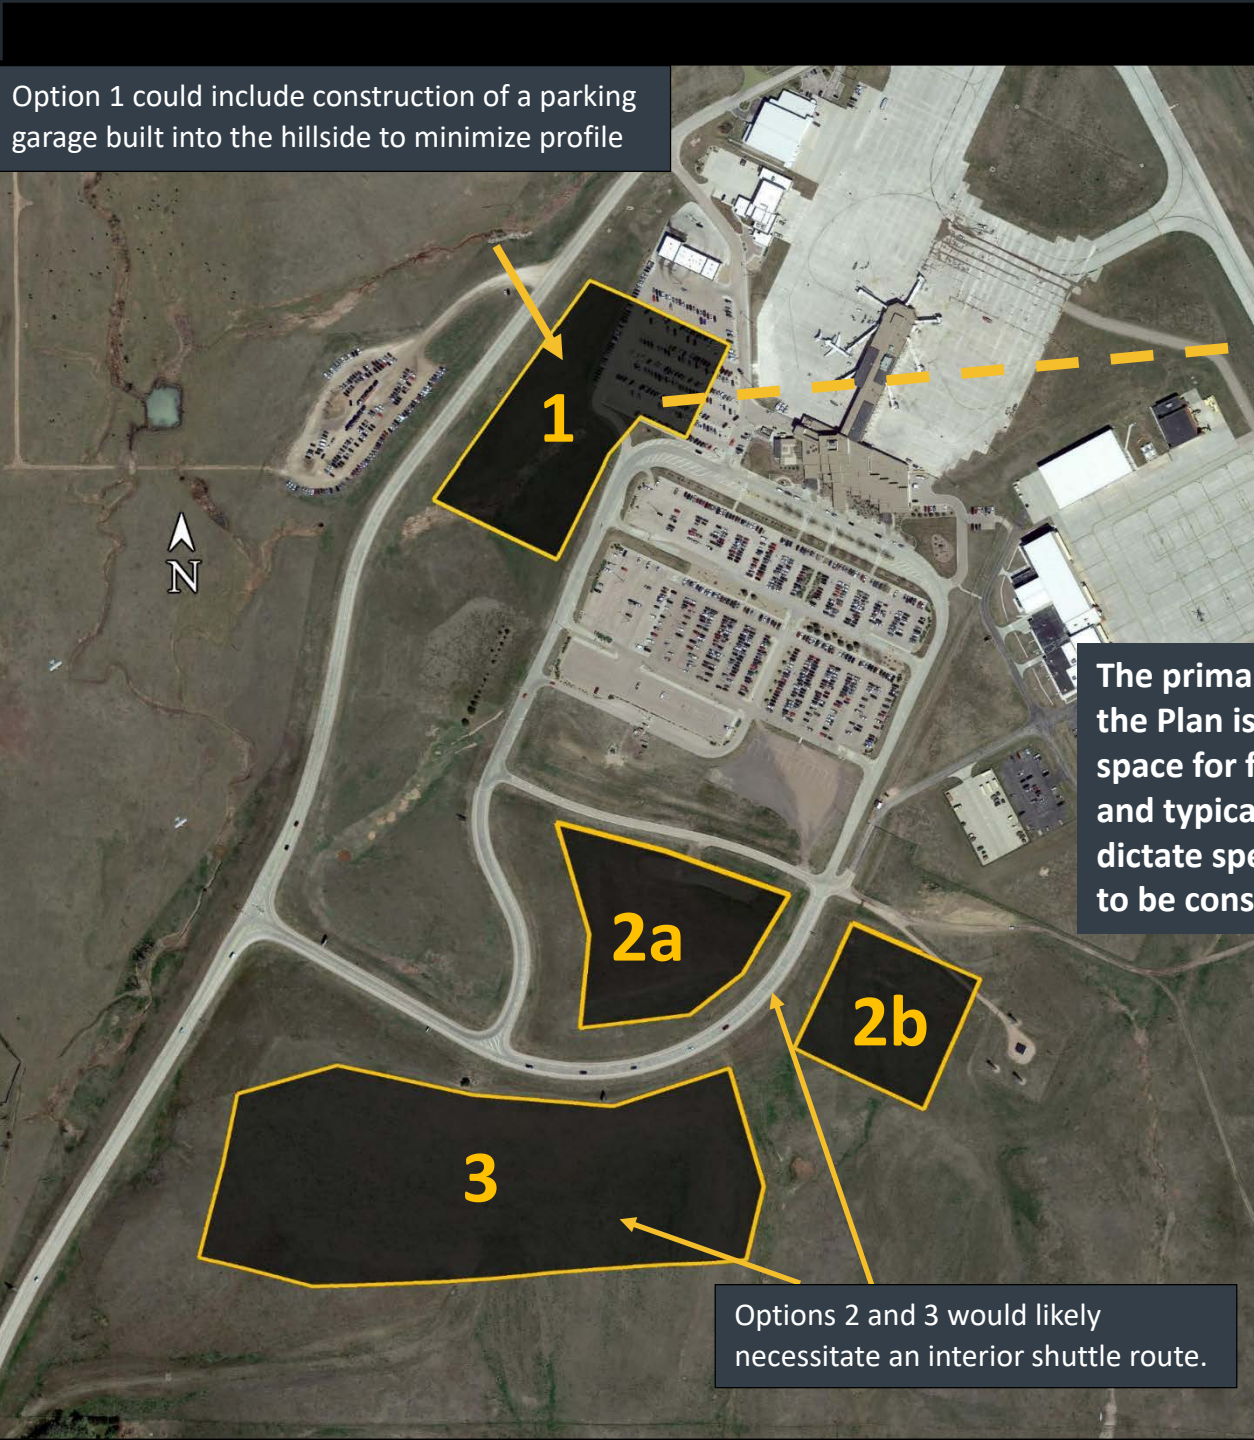 Option 1 could include construction of a parking
garage built into the hillside to minimize profile
1
N
The prima
the Plan is
space for f
and typica
dictate spe
to be cons
2a
2b
3
Options 2 and 3 would likely
necessitate an interior shuttle route.